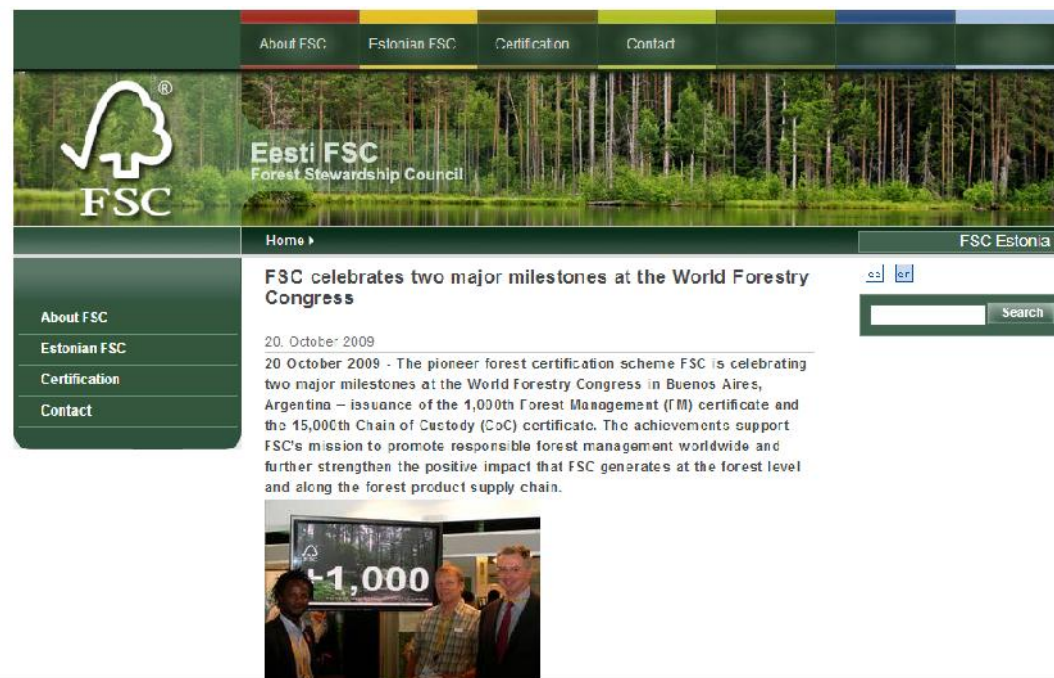 About FSC
Estonian FSC
Certification
Contact
®
FSC
Eesti FSC
Forest Stewardship Council
Home
FSC Estonia
FSC celebrates two major milestones at the World Forestry
Congress
en
Search
About FSC
Estonian FSC
Certification
Contact
20. October 2009
20 October 2009 - The pioneer forest certification scheme FSC is celebrating
two major milestones at the World Forestry Congress in Buenos Aires,
Argentina – issuance of the 1,000th Forest Management (FM) certificate and
the 15,000th Chain of Custody (CoC) certificate. The achievements support
FSC's mission to promote responsible forest management worldwide and
further strengthen the positive impact that FSC generates at the forest level
and along the forest product supply chain.
FSC
+1,000